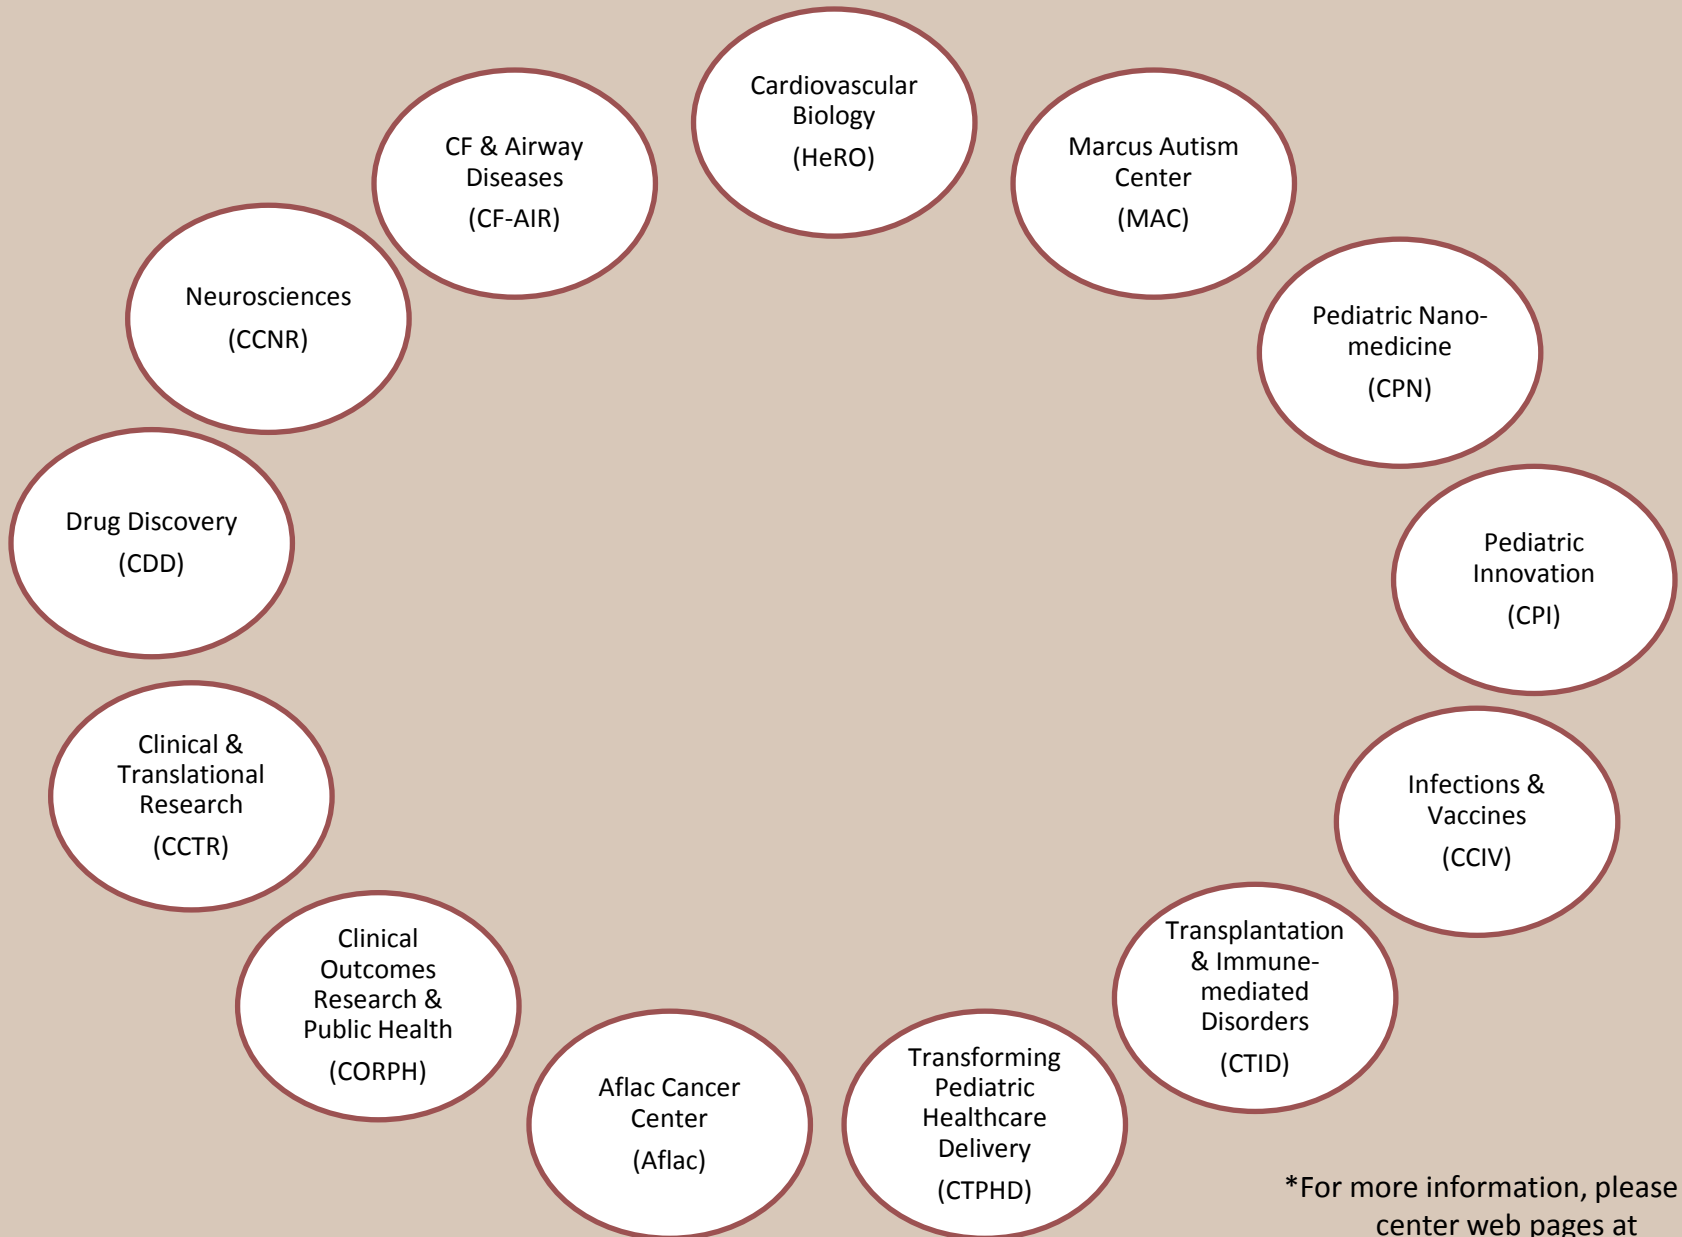 Cardiovascular
Biology
(HeRO)
Marcus Autism
Center
(MAC)
Pediatric Nano-
medicine
(CPN)
Pediatric
Innovation
(CPI)
Infections &
Vaccines
(CCIV)
Transplantation
& Immune-
mediated
Disorders
(CTID)
Transforming
Pediatric
Healthcare
Delivery
(CTPHD)
Aflac Cancer
Center
(Aflac)
Clinical
Outcomes
Research &
Public Health
(CORPH)
Clinical &
Translational
Research
(CCTR)
Drug Discovery
(CDD)
Neurosciences
(CCNR)
CF & Airway
Diseases
(CF-AIR)
*For more information, please
center web pages at